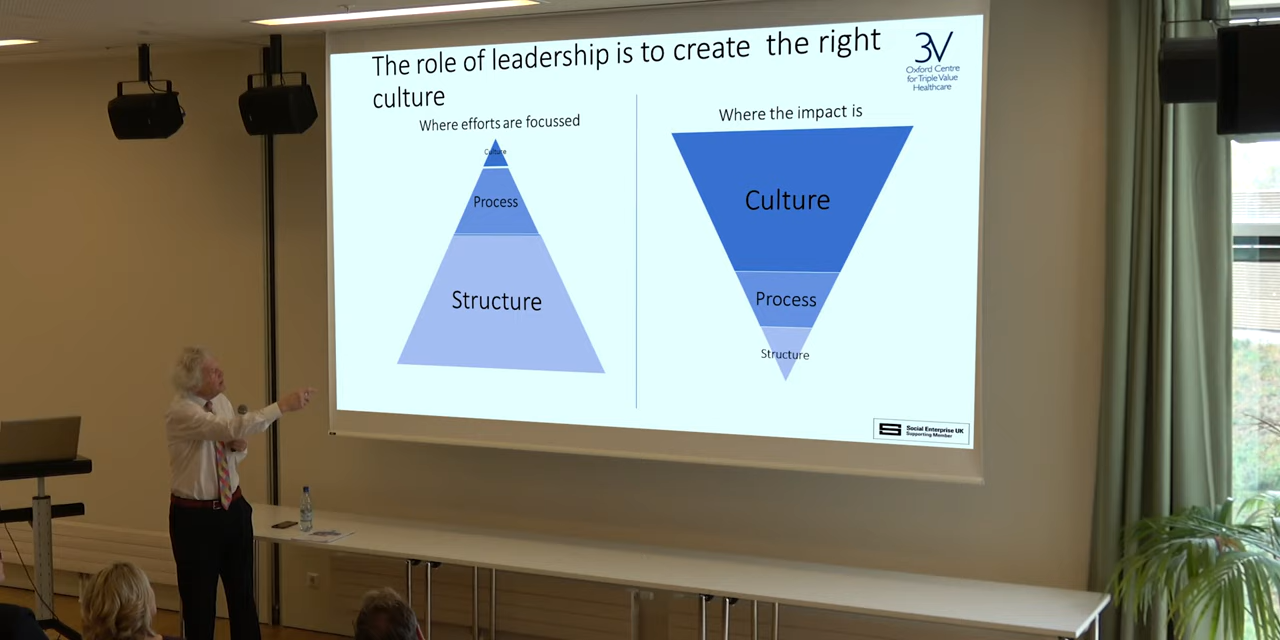 The role of leadership is to create the right
culture
3V
Oxford Centre
for Triple Value
Healthcare
Where efforts are focussed
Culture
Process
Structure
Where the impact is
Culture
Process
Structure
Social Enterprise UK
Supporting Member